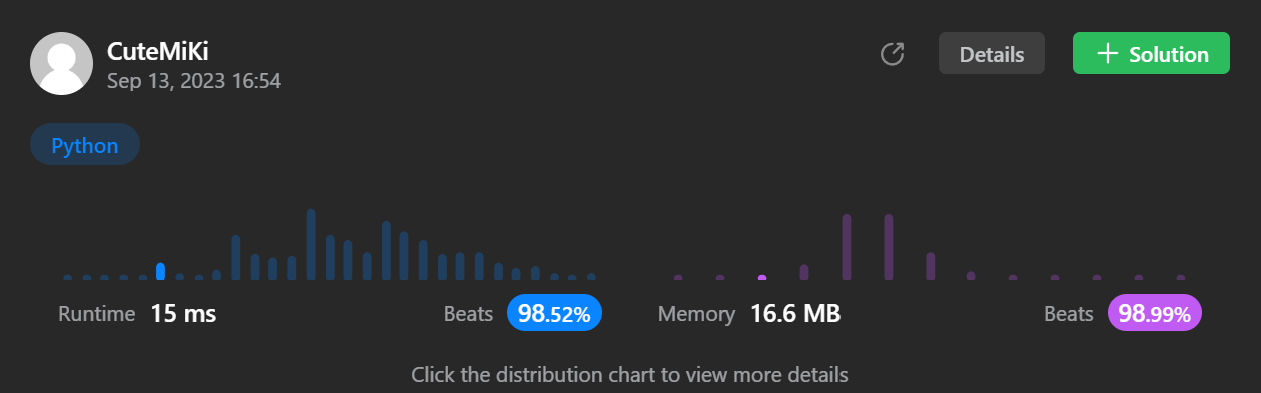 CuteMiKi
Sep 13, 2023 16:54
Details
Solution
Python
Runtime 15 ms Beats 98.52%
Memory 16.6 MB Beats 98.99%
Click the distribution chart to view more details